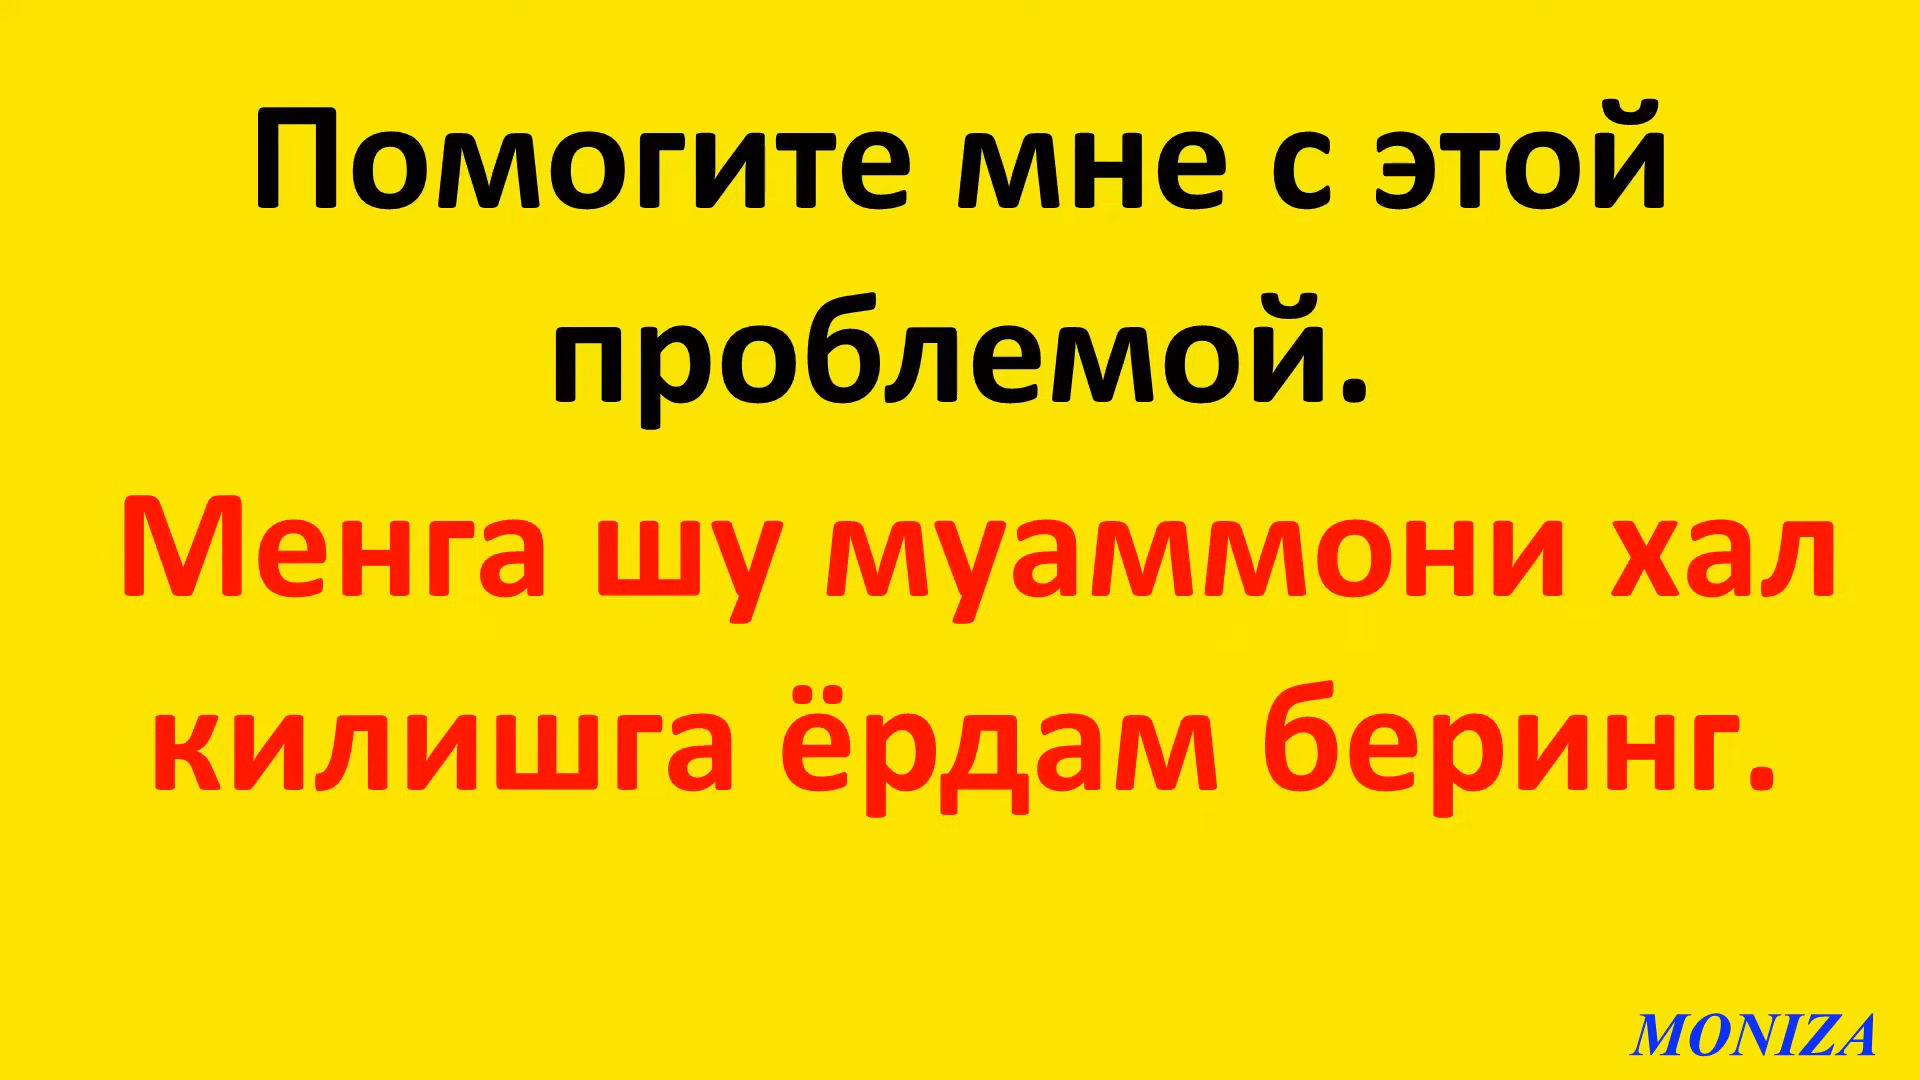 Помогите мне с этой
проблемой.
Менга шу муаммони хал
килишга ёрдам беринг.
MONIZA